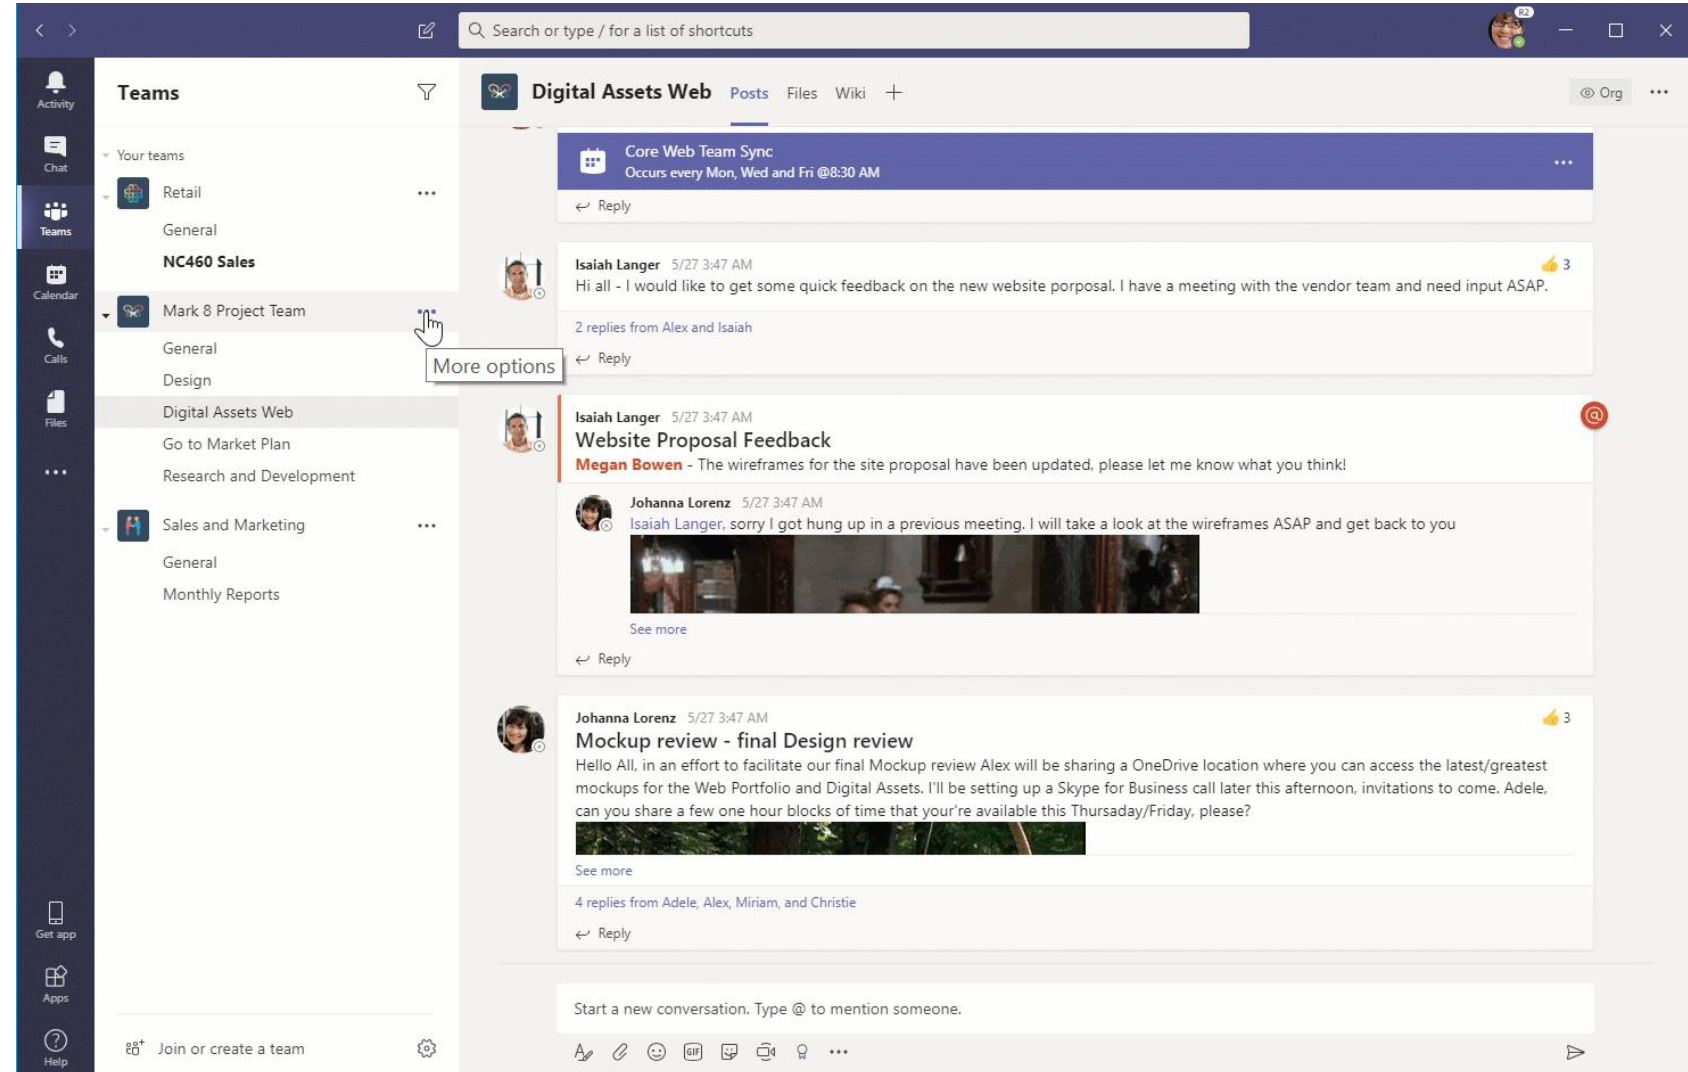 Search or type / for a list of shortcuts
R2
Activity
Chat
Teams
Calendar
Calls
Files
Get app
Apps
Help
Teams
Your teams
Retail
General
NC460 Sales
Mark 8 Project Team
More options
General
Design
Digital Assets Web
Go to Market Plan
Research and Development
Sales and Marketing
General
Monthly Reports
Join or create a team
Digital Assets Web Posts Files Wiki
Org
Core Web Team Sync
Occurs every Mon, Wed and Fri @8:30 AM
Reply
Isaiah Langer 5/27 3:47 AM
3
Hi all - I would like to get some quick feedback on the new website porposal. I have a meeting with the vendor team and need input ASAP.
2 replies from Alex and Isaiah
Reply
Isaiah Langer 5/27 3:47 AM
@
Website Proposal Feedback
Megan Bowen - The wireframes for the site proposal have been updated, please let me know what you think!
Johanna Lorenz 5/27 3:47 AM
Isaiah Langer, sorry I got hung up in a previous meeting. I will take a look at the wireframes ASAP and get back to you
See more
Reply
Johanna Lorenz 5/27 3:47 AM
3
Mockup review - final Design review
Hello All, in an effort to facilitate our final Mockup review Alex will be sharing a OneDrive location where you can access the latest/greatest
mockups for the Web Portfolio and Digital Assets. I'll be setting up a Skype for Business call later this afternoon, invitations to come. Adele,
can you share a few one hour blocks of time that your're available this Thursaday/Friday, please?
See more
4 replies from Adele, Alex, Miriam, and Christie
Reply
Start a new conversation. Type @ to mention someone.
GIF